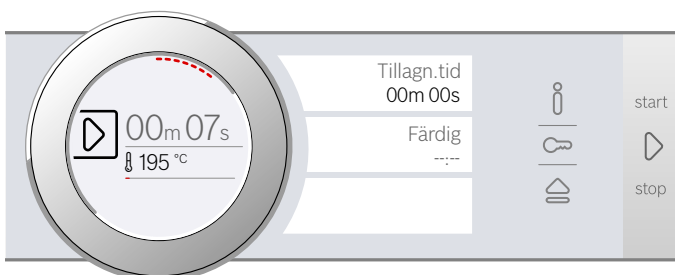 00m 07s
195 °C
Tillagn.tid
00m 00s
Färdig
--:--
start
stop